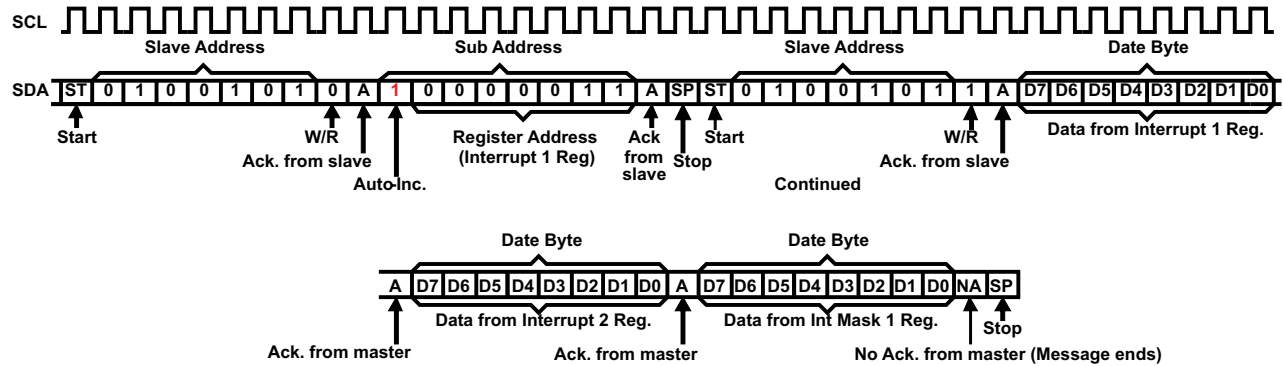 SCL
Slave Address Sub Address Slave Address Date Byte
SDA ST 0 1 0 0 1 0 1 0 A 1 0 0 0 0 0 1 1 A SP ST 0 1 0 0 1 0 1 1 A D7 D6 D5 D4 D3 D2 D1 D0
Start W/R Register Address Ack Start W/R Data from Interrupt 1 Reg.
Ack. from slave (Interrupt 1 Reg) from Stop Ack. from slave
slave
Auto-Inc. Continued
Date Byte Date Byte
A D7 D6 D5 D4 D3 D2 D1 D0 A D7 D6 D5 D4 D3 D2 D1 D0 NA SP
Data from Interrupt 2 Reg. Data from Int Mask 1 Reg. Stop
Ack. from master Ack. from master No Ack. from master (Message ends)